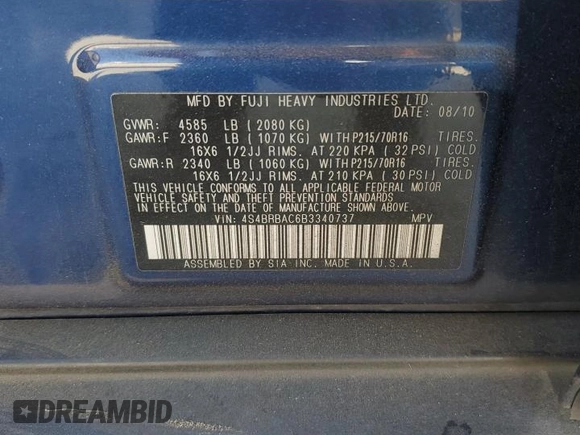 MFD BY FUJI HEAVY INDUSTRIES LTD.
DATE: 08/10
GVWR: 4585 LB ( 2080 KG)
GAWR:F 2360 LB ( 1070 KG) WITH P215/70R16 TIRES.
16X6 1/2JJ RIMS. AT 220 KPA ( 32 PSI) COLD
GAWR:R 2340 LB ( 1060 KG) WITH P215/70R16 TIRES.
16X6 1/2JJ RIMS. AT 210 KPA ( 30 PSI) COLD
THIS VEHICLE CONFORMS TO ALL APPLICABLE FEDERAL MOTOR
VEHICLE SAFETY AND THEFT PREVENTION STANDARDS
IN EFFECT ON THE DATE OF MANUFACTURE SHOWN ABOVE.
VIN: 4S4BRBAC6B3340737 MPV
ASSEMBLED BY SIA INC. MADE IN U.S.A.
DREAMBID